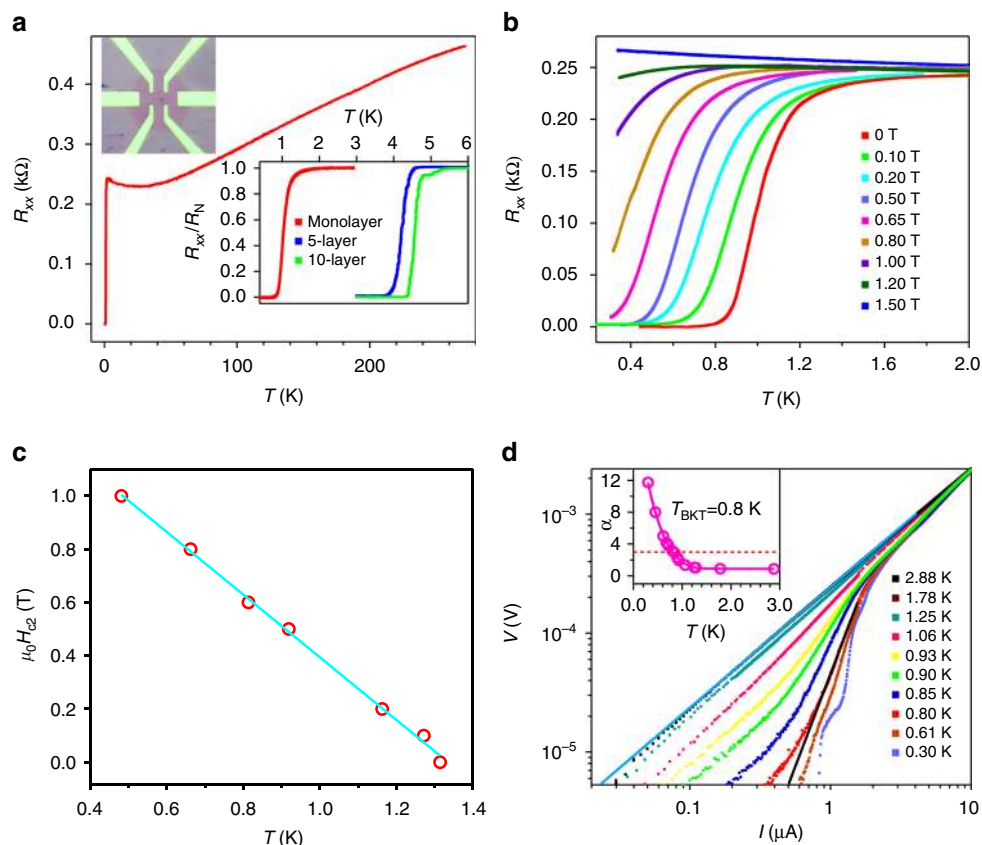 a
R_xx (kΩ)
0.4
0.3
0.2
0.1
0.0
0
100
200
T (K)
T (K)
1
2
3
4
5
6
R_xx/R_N
1.0
0.8
0.6
0.4
0.2
0.0
Monolayer
5-layer
10-layer
b
R_xx (kΩ)
0.25
0.20
0.15
0.10
0.05
0.00
0.4
0.8
1.2
1.6
2.0
T (K)
0 T
0.10 T
0.20 T
0.50 T
0.65 T
0.80 T
1.00 T
1.20 T
1.50 T
c
μ₀H_c2 (T)
1.0
0.8
0.6
0.4
0.2
0.0
0.4
0.6
0.8
1.0
1.2
1.4
T (K)
d
V (V)
10⁻³
10⁻⁴
10⁻⁵
0.1
1
10
I (μA)
α
12
8
4
0
T_BKT=0.8 K
0.0
1.0
2.0
3.0
T (K)
2.88 K
1.78 K
1.25 K
1.06 K
0.93 K
0.90 K
0.85 K
0.80 K
0.61 K
0.30 K